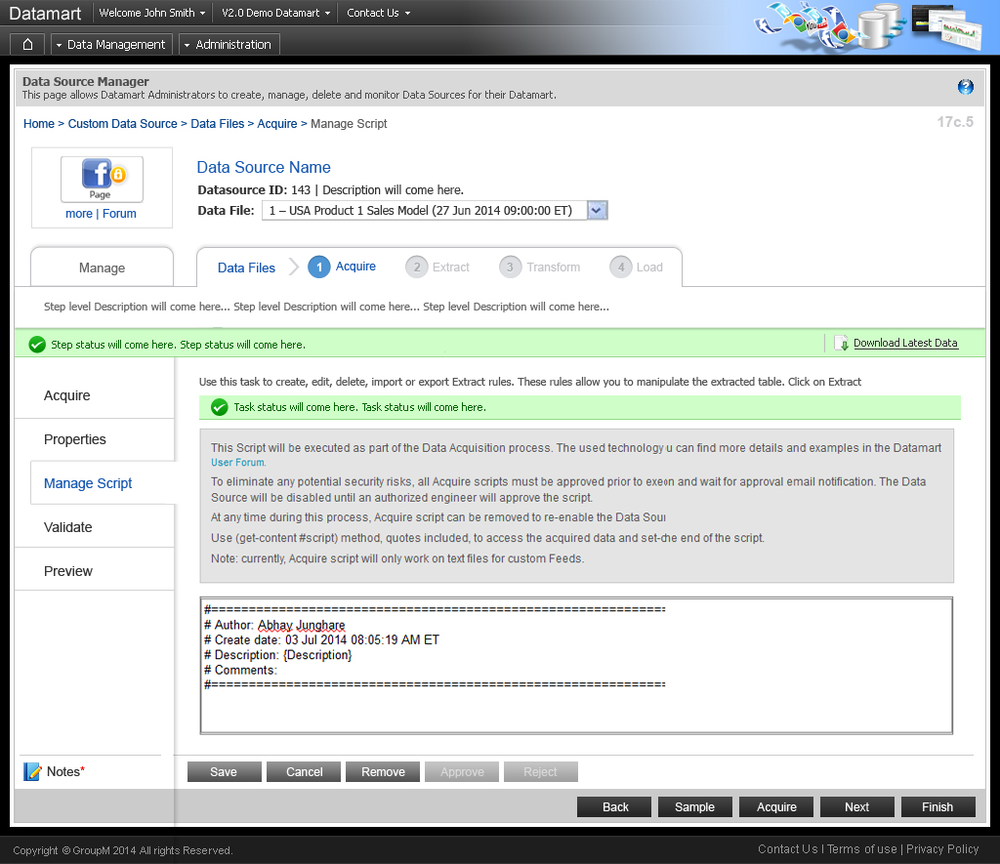 Datamart Welcome John Smith V2.0 Demo Datamart Contact Us
Data Management Administration
Data Source Manager
This page allows Datamart Administrators to create, manage, delete and monitor Data Sources for their Datamart.
Home > Custom Data Source > Data Files > Acquire > Manage Script
17c.5
Data Source Name
Datasource ID: 143 | Description will come here.
Data File: 1 – USA Product 1 Sales Model (27 Jun 2014 09:00:00 ET)
Page
more | Forum
Manage
Data Files 1 Acquire 2 Extract 3 Transform 4 Load
Step level Description will come here... Step level Description will come here... Step level Description will come here...
Step status will come here. Step status will come here.
Download Latest Data
Acquire
Properties
Manage Script
Validate
Preview
Use this task to create, edit, delete, import or export Extract rules. These rules allow you to manipulate the extracted table. Click on Extract
Task status will come here. Task status will come here.
This Script will be executed as part of the Data Acquisition process. The used technology u can find more details and examples in the Datamart
User Forum.
To eliminate any potential security risks, all Acquire scripts must be approved prior to and wait for approval email notification. The Data
Source will be disabled until an authorized engineer will approve the script.
At any time during this process, Acquire script can be removed to re-enable the Data
Use (get-content #script) method, quotes included, to access the acquired data and end of the script.
Note: currently, Acquire script will only work on text files for custom Feeds.
#============================================================
# Author: Abhay Junghare
# Create date: 03 Jul 2014 08:05:19 AM ET
# Description: {Description}
# Comments:
#============================================================
Notes*
Save Cancel Remove Approve Reject
Back Sample Acquire Next Finish
Copyright © GroupM 2014 All rights Reserved.
Contact Us | Terms of use | Privacy Policy